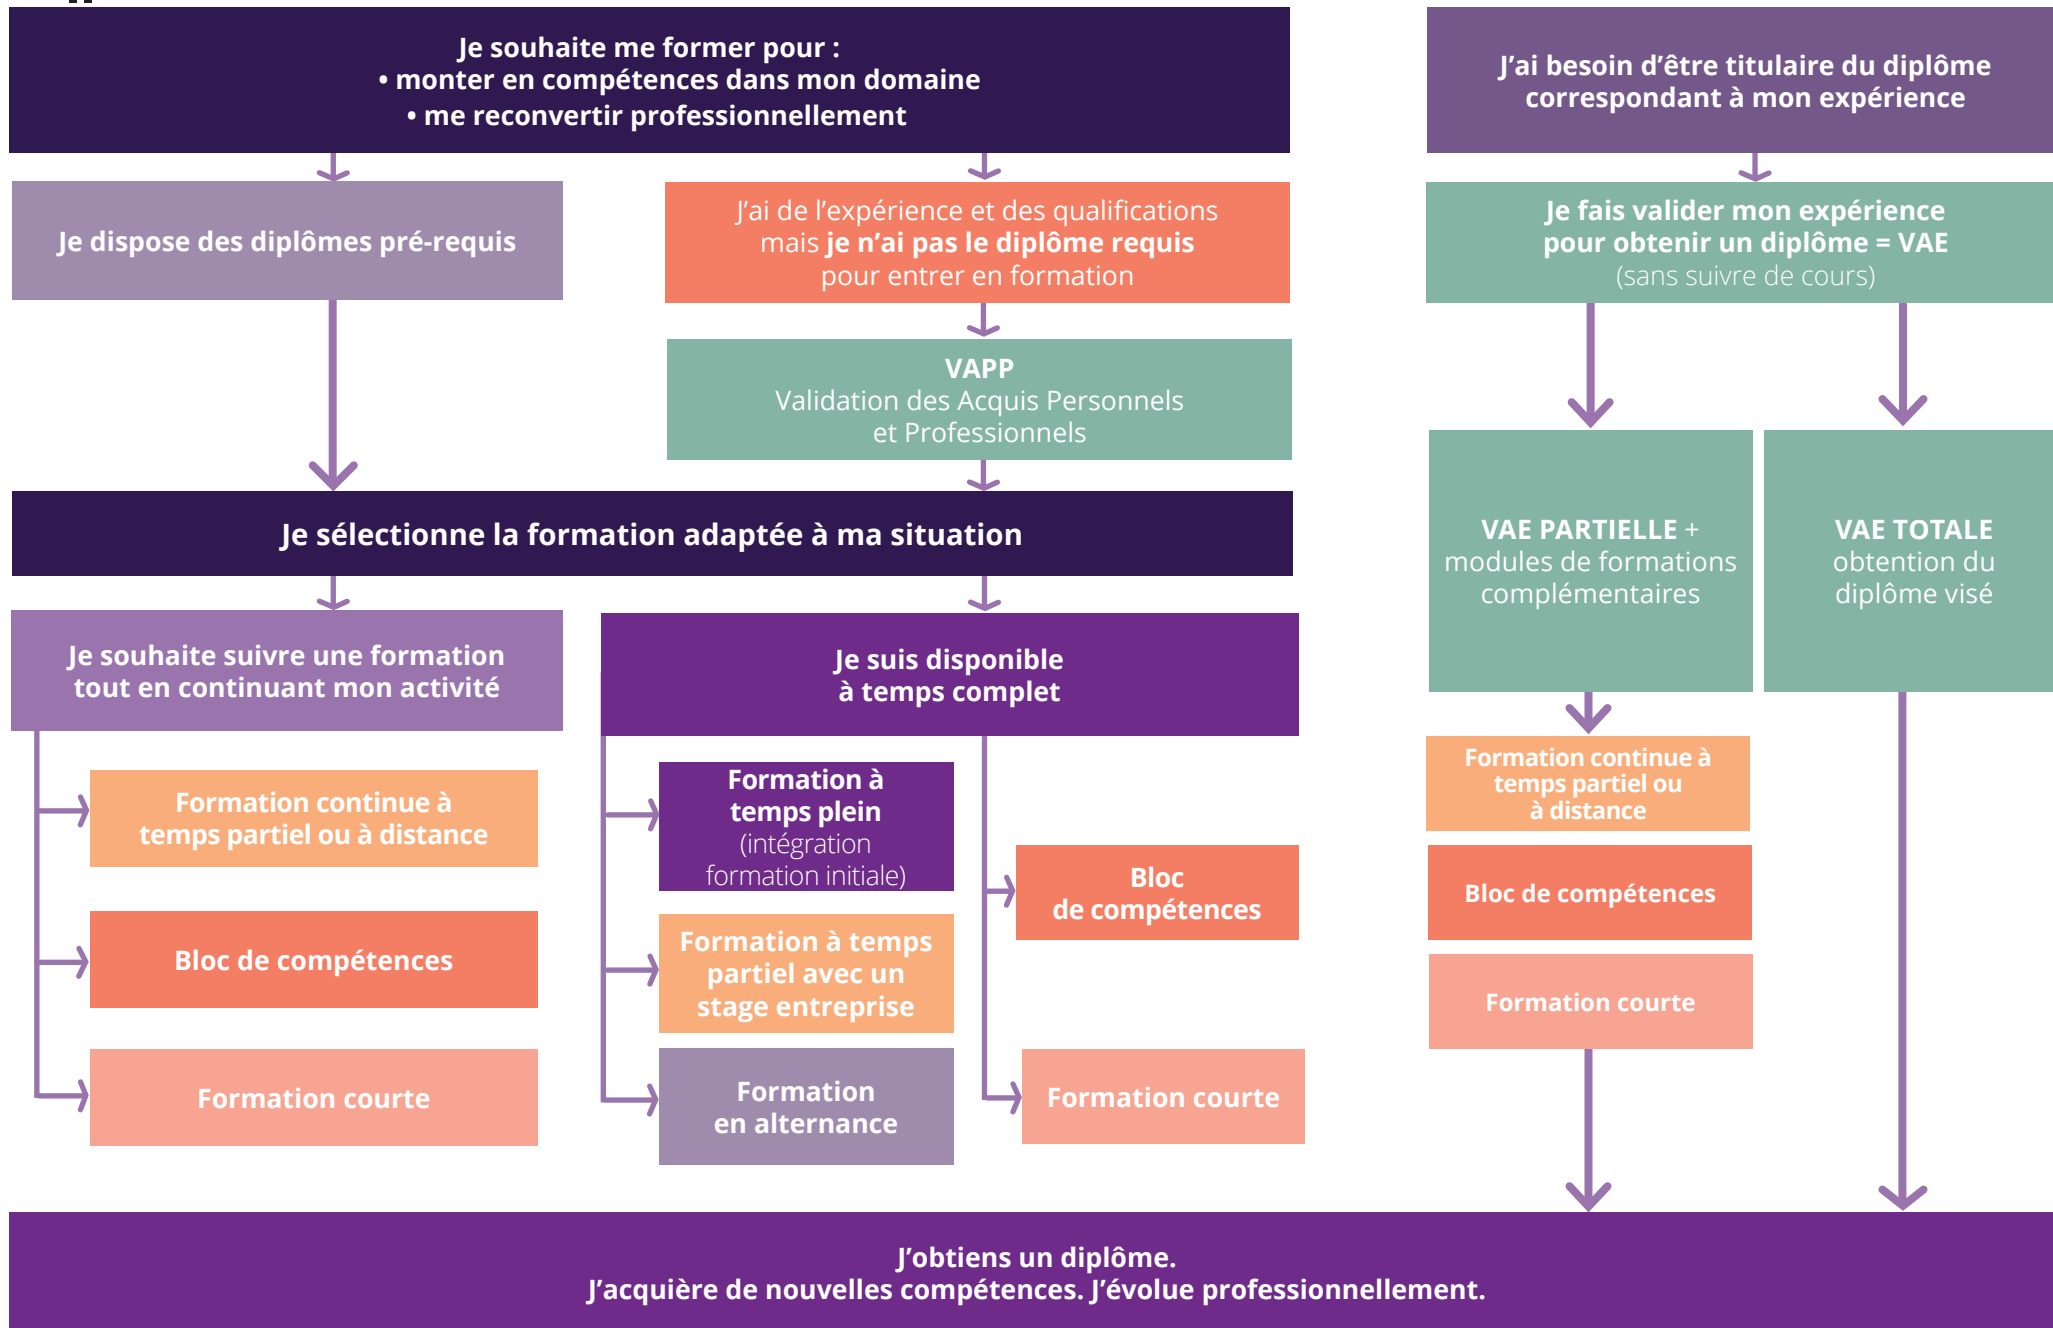 Je souhaite me former pour :
• monter en compétences dans mon domaine
• me reconvertir professionnellement
J’ai besoin d’être titulaire du diplôme
correspondant à mon expérience
Je dispose des diplômes pré-requis
J’ai de l’expérience et des qualifications
mais je n’ai pas le diplôme requis
pour entrer en formation
Je fais valider mon expérience
pour obtenir un diplôme = VAE
(sans suivre de cours)
VAPP
Validation des Acquis Personnels
et Professionnels
Je sélectionne la formation adaptée à ma situation
VAE PARTIELLE +
modules de formations
complémentaires
VAE TOTALE
obtention du
diplôme visé
Je souhaite suivre une formation
tout en continuant mon activité
Je suis disponible
à temps complet
Formation continue à
temps partiel ou à distance
Bloc de compétences
Formation courte
Formation à
temps plein
(intégration
formation initiale)
Formation à temps
partiel avec un
stage entreprise
Formation
en alternance
Bloc
de compétences
Formation courte
Formation continue à
temps partiel ou
à distance
Bloc de compétences
Formation courte
J’obtiens un diplôme.
J’acquière de nouvelles compétences. J’évolue professionnellement.